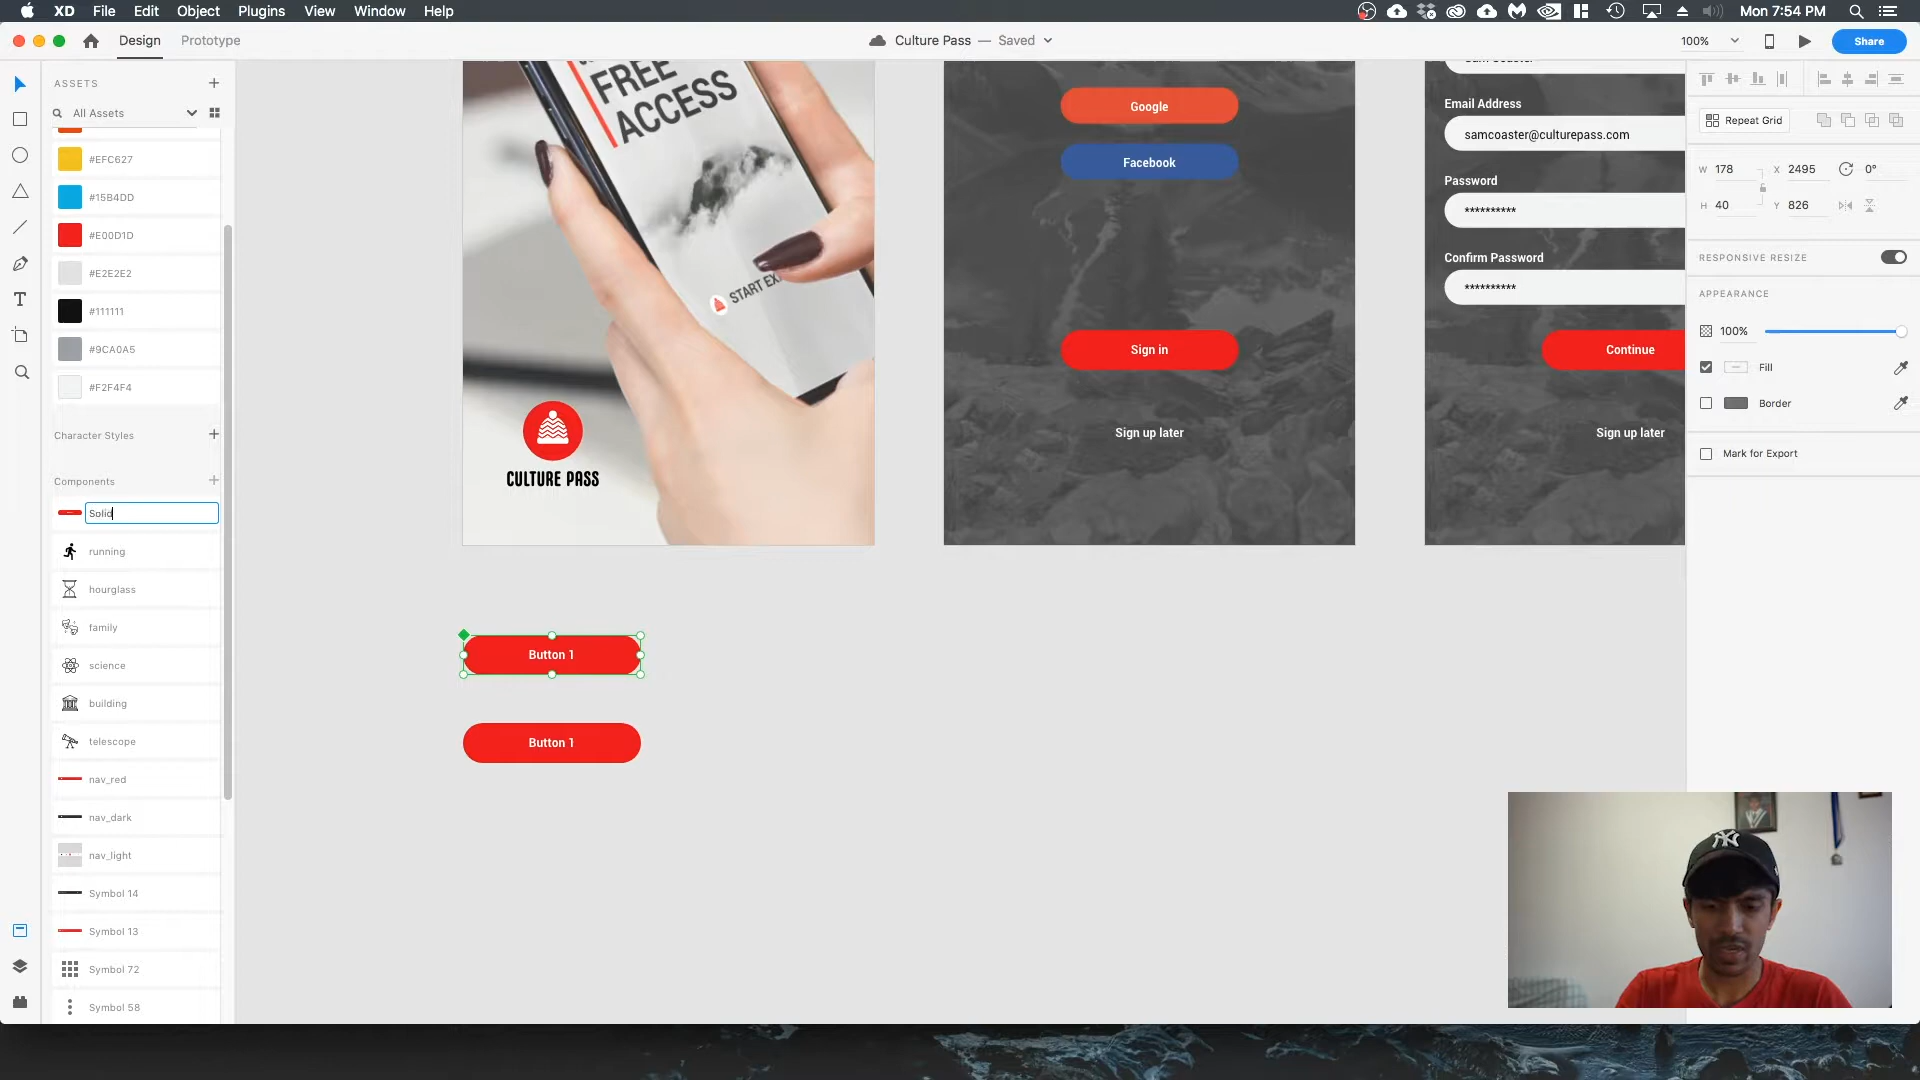 XD File Edit Object Plugins View Window Help
Mon 7:54 PM
Design Prototype
Culture Pass — Saved
100%
Share
ASSETS
All Assets
#EFC627
#15B4DD
#E00D1D
#E2E2E2
#111111
#9CA0A5
#F2F4F4
Character Styles
Components
Solid
running
hourglass
family
science
building
telescope
nav_red
nav_dark
nav_light
Symbol 14
Symbol 13
Symbol 72
Symbol 58
FREE
ACCESS
CULTURE PASS
Google
Facebook
Sign in
Sign up later
Email Address
samcoaster@culturepass.com
Password
**********
Confirm Password
**********
Continue
Sign up later
Button 1
Button 1
Repeat Grid
W 178 X 2495 0°
H 40 Y 826
RESPONSIVE RESIZE
APPEARANCE
100%
Fill
Border
Mark for Export